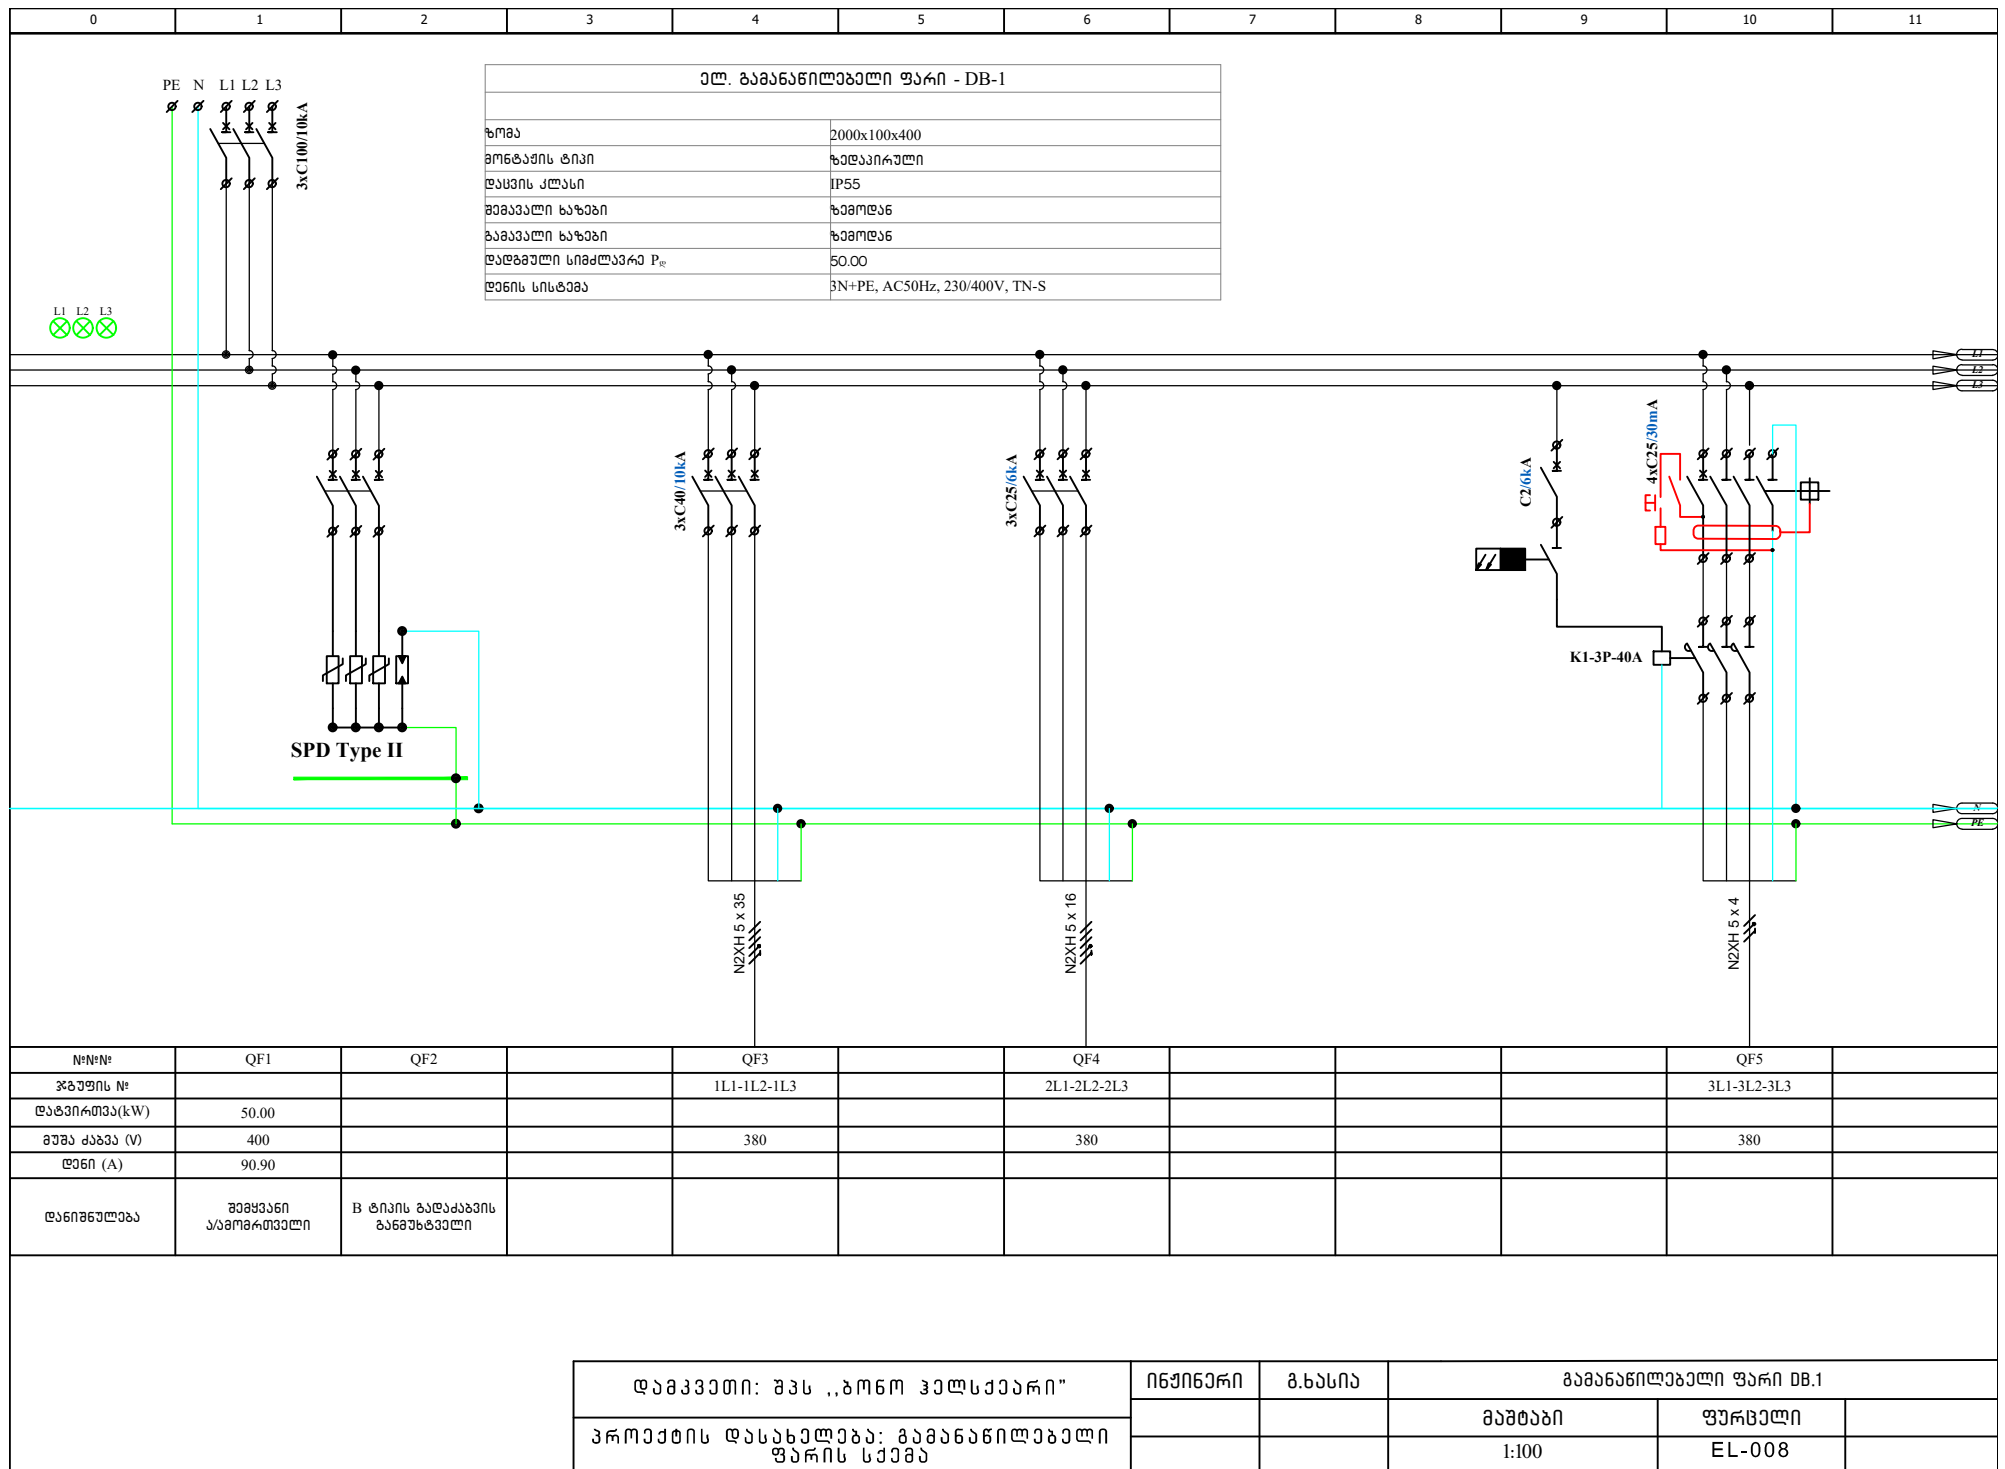 0 1 2 3 4 5 6 7 8 9 10 11
PE N L1 L2 L3
3xC100/10kA
ელ. გამანაწილებელი ფარი - DB-1
ზომა 2000x100x400
მონტაჟის ტიპი ზედაპირული
დაცვის კლასი IP55
შემავალი ხაზები ზემოდან
გამავალი ხაზები ზემოდან
დადგმული სიმძლავრე Pდ 50.00
დენის სისტემა 3N+PE, AC50Hz, 230/400V, TN-S
L1 L2 L3
L1
L2
L3
3xC40/10kA
3xC25/6kA
C2/6kA
4xC25/30mA
K1-3P-40A
SPD Type II
N
PE
N2XH 5 x 35
N2XH 5 x 16
N2XH 5 x 4
№№№ QF1 QF2 QF3 QF4 QF5
ჯგუფის № 1L1-1L2-1L3 2L1-2L2-2L3 3L1-3L2-3L3
დატვირთვა(kW) 50.00
მუშა ძაბვა (V) 400 380 380 380
დენი (A) 90.90
დანიშნულება
შემყვანი
ა/ამომრთველი
B ტიპის გადაძაბვის
განმუხტველი
დამკვეთი: შპს ,,ბონო ჰელსქეარი"
ინჟინერი გ.ხასია გამანაწილებელი ფარი DB.1
პროექტის დასახელება: გამანაწილებელი
ფარის სქემა
მაშტაბი ფურცელი
1:100 EL-008